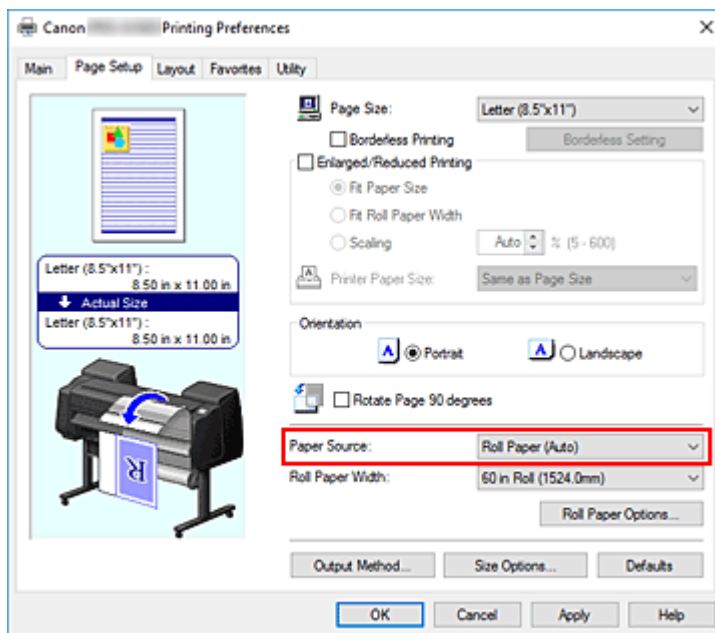 Canon Printing Preferences
Main Page Setup Layout Favorites Utility
Page Size: Letter (8.5"x11")
Borderless Printing Borderless Setting
Enlarged/Reduced Printing
Fit Paper Size
Fit Roll Paper Width
Scaling Auto % (5 - 600)
Printer Paper Size: Same as Page Size
Letter (8.5"x11") :
8.50 in x 11.00 in
Actual Size
Letter (8.5"x11") :
8.50 in x 11.00 in
Orientation
A Portrait A Landscape
Rotate Page 90 degrees
Paper Source: Roll Paper (Auto)
Roll Paper Width: 60 in Roll (1524.0mm)
R
Roll Paper Options...
Output Method... Size Options... Defaults
OK Cancel Apply Help